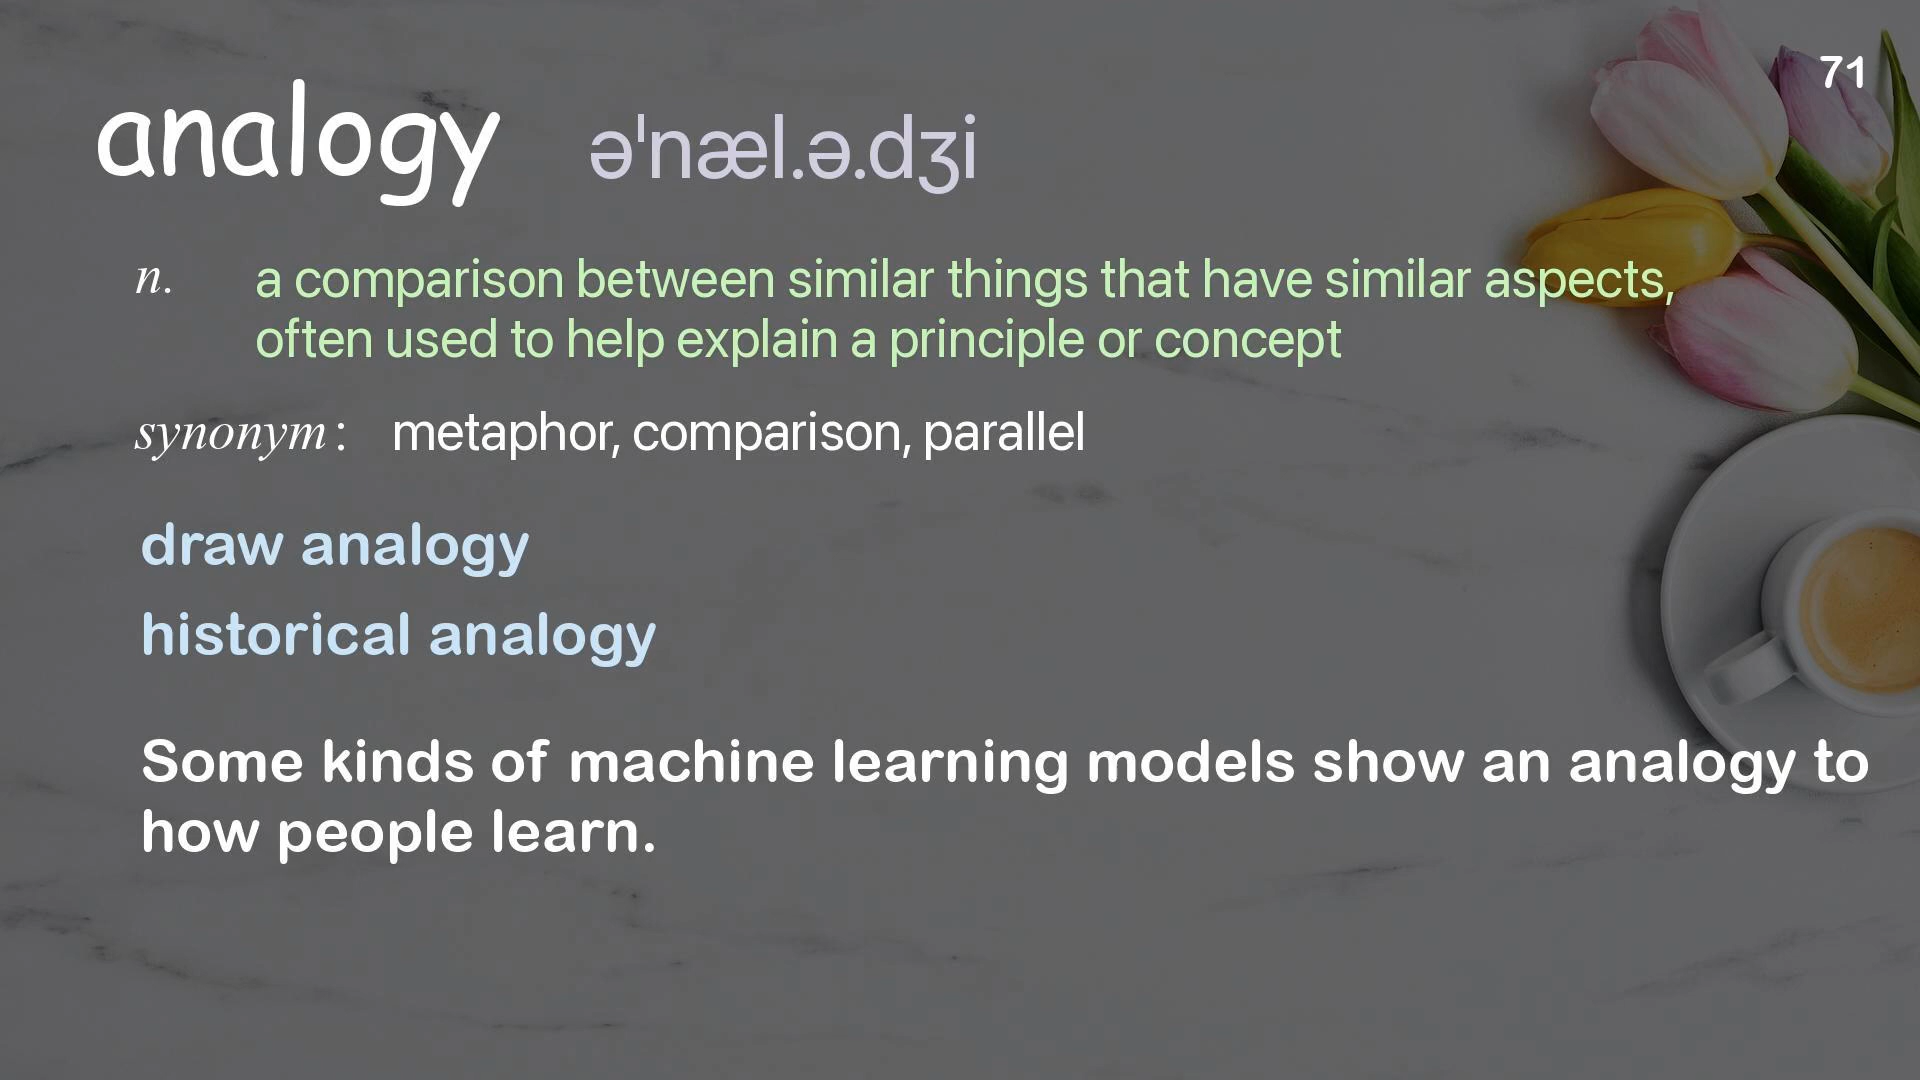 71
analogy ə'næl.ə.dʒi
n. a comparison between similar things that have similar aspects,
often used to help explain a principle or concept
synonym: metaphor, comparison, parallel
draw analogy
historical analogy
Some kinds of machine learning models show an analogy to
how people learn.